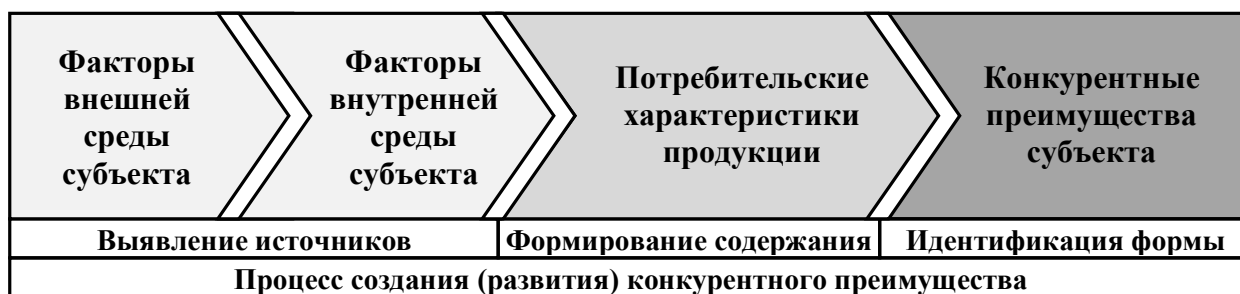 Факторы
внешней
среды
субъекта
Факторы
внутренней
среды
субъекта
Потребительские
характеристики
продукции
Конкурентные
преимущества
субъекта
Выявление источников
Формирование содержания
Идентификация формы
Процесс создания (развития) конкурентного преимущества